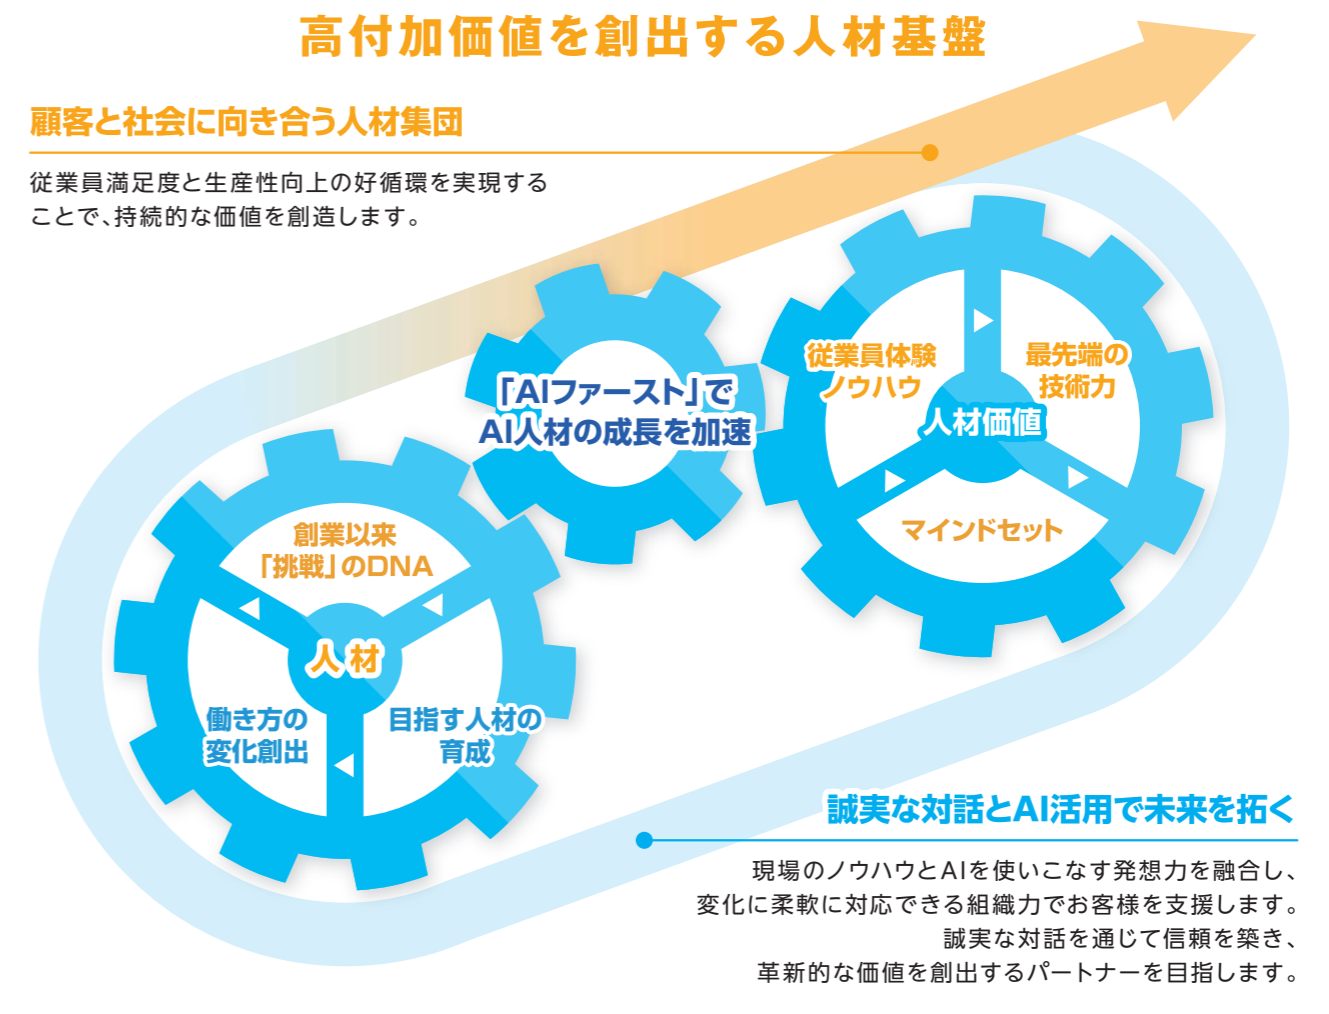 高付加価値を創出する人材基盤
顧客と社会に向き合う人材集団
従業員満足度と生産性向上の好循環を実現する
ことで、持続的な価値を創造します。
「AIファースト」で
AI人材の成長を加速
従業員体験
ノウハウ
最先端の
技術力
人材価値
マインドセット
創業以来
「挑戦」のDNA
人材
働き方の
変化創出
目指す人材の
育成
誠実な対話とAI活用で未来を拓く
現場のノウハウとAIを使いこなす発想力を融合し、
変化に柔軟に対応できる組織力でお客様を支援します。
誠実な対話を通じて信頼を築き、
革新的な価値を創出するパートナーを目指します。